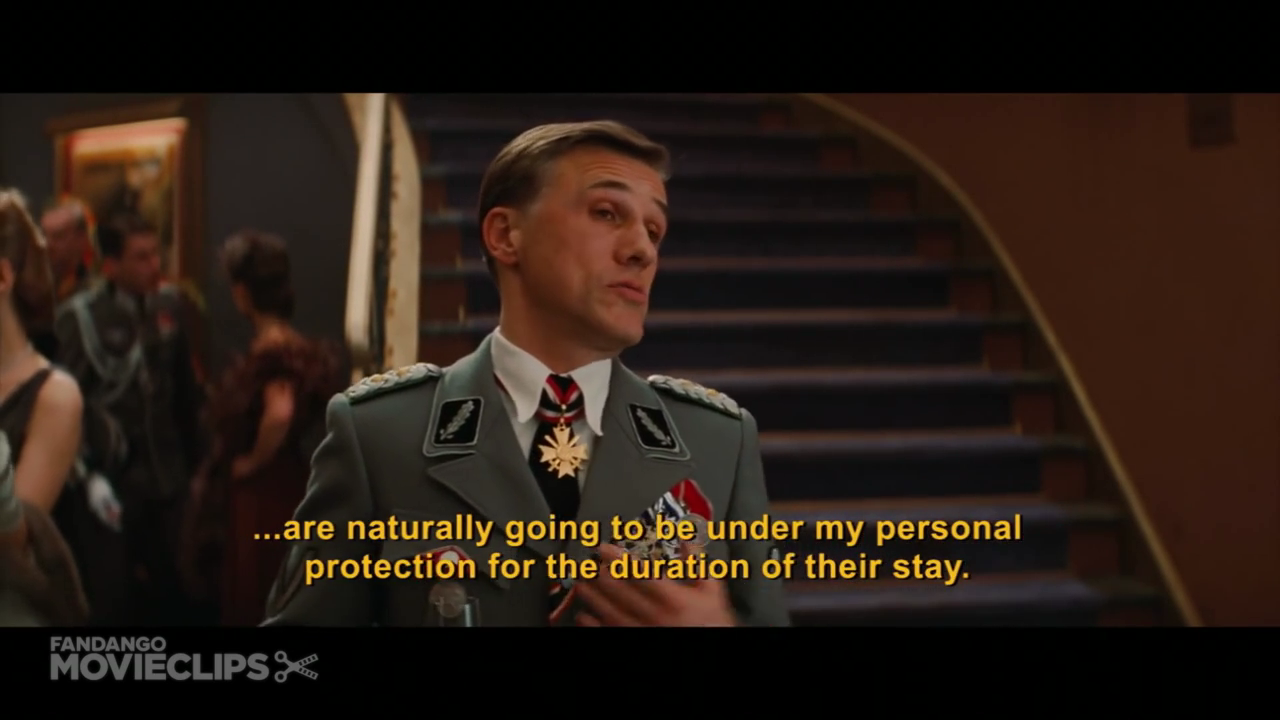 ...are naturally going to be under my personal
protection for the duration of their stay.
FANDANGO
MOVIECLIPS